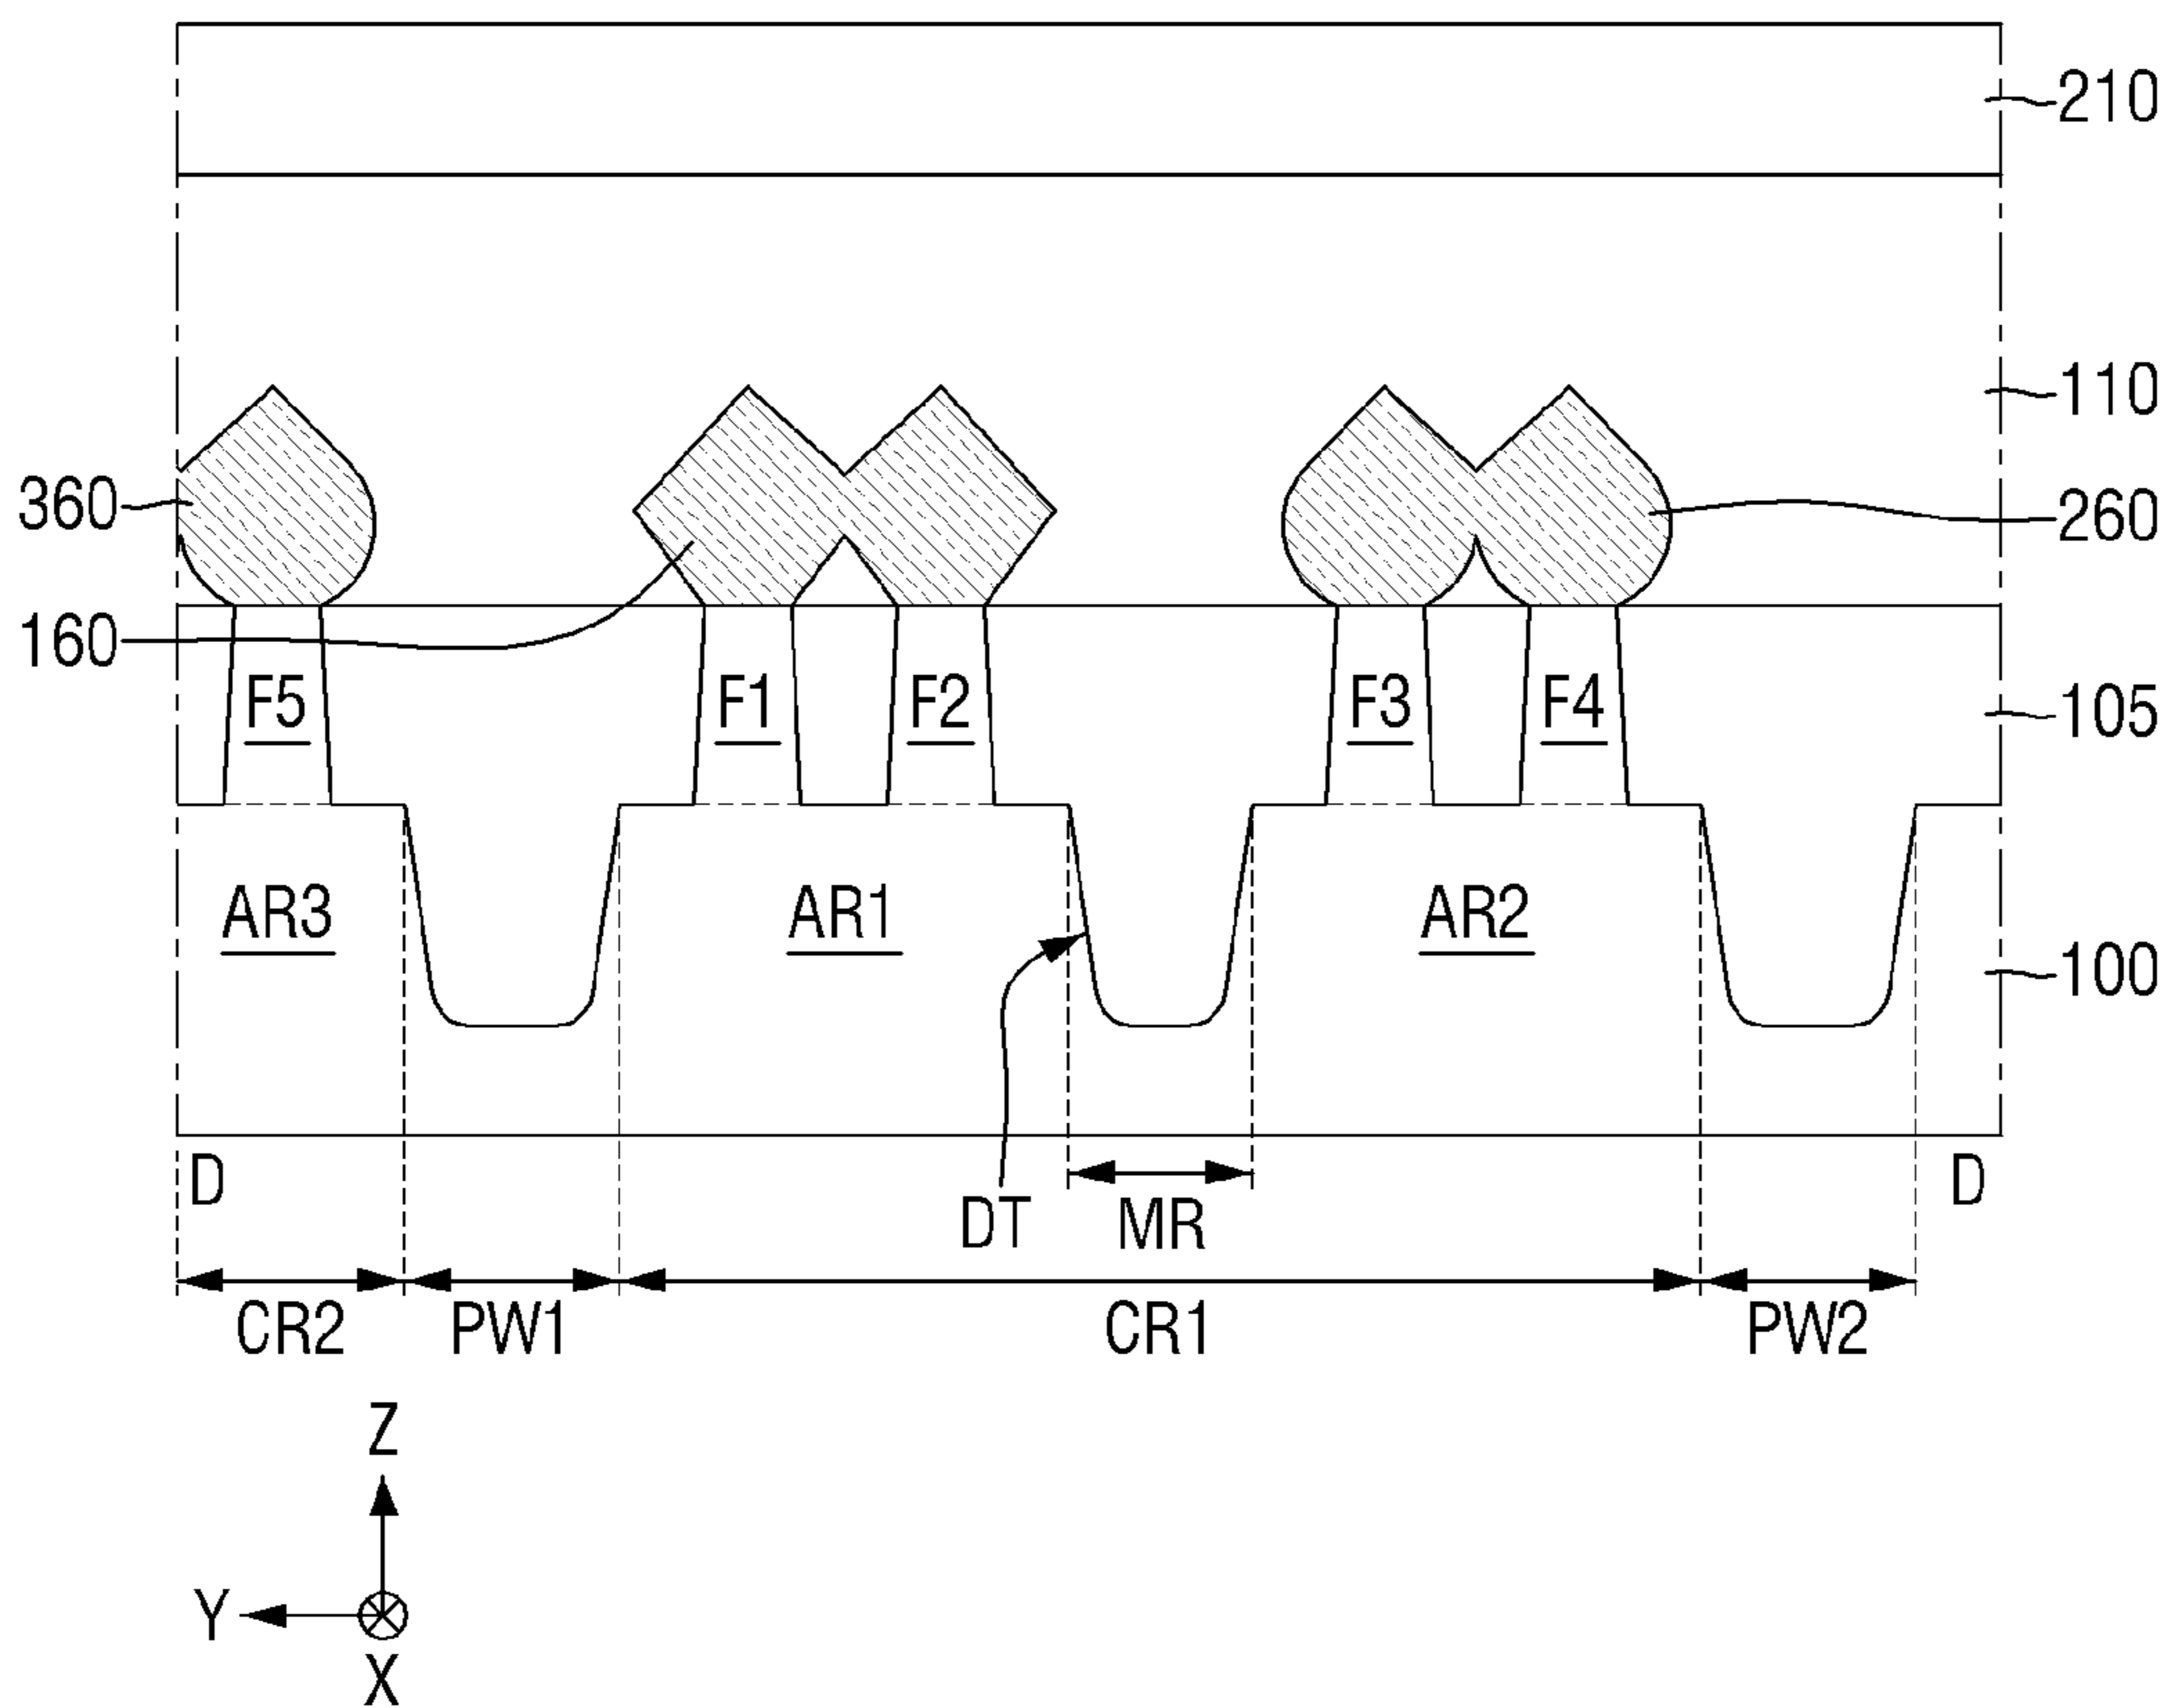 210
110
360
260
160
F5 F1 F2 F3 F4
105
AR3 AR1 AR2
100
D D
DT MR
CR2 PW1 CR1 PW2
Z
Y
X